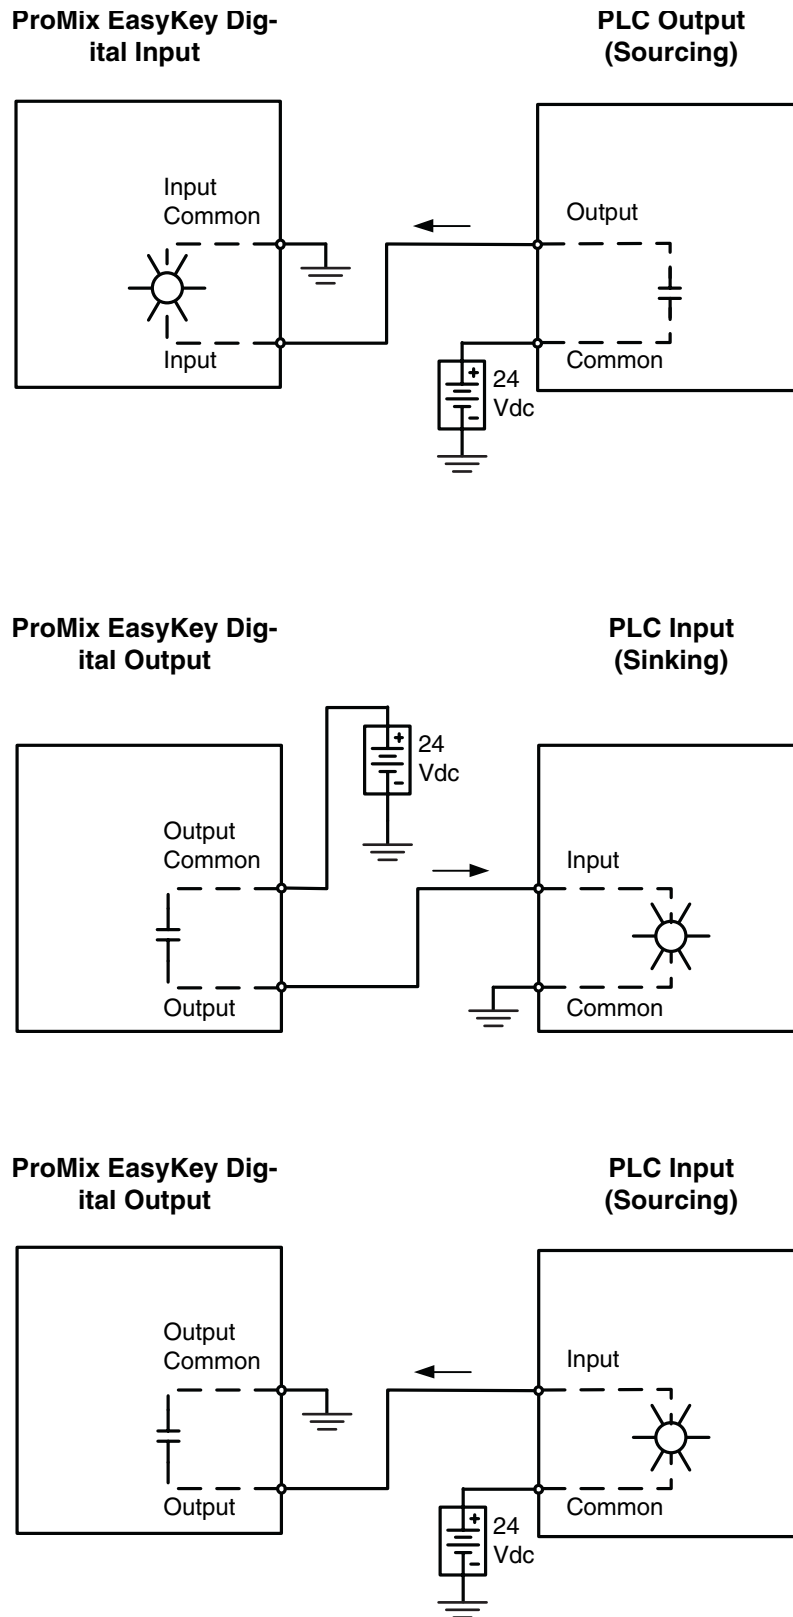 ProMix EasyKey Dig-
ital Input
PLC Output
(Sourcing)
Input
Common
Output
Input
Common
+
24
Vdc
-
ProMix EasyKey Dig-
ital Output
PLC Input
(Sinking)
+
24
Vdc
-
Output
Common
Input
Output
Common
ProMix EasyKey Dig-
ital Output
PLC Input
(Sourcing)
Output
Common
Input
Output
Common
+
24
Vdc
-